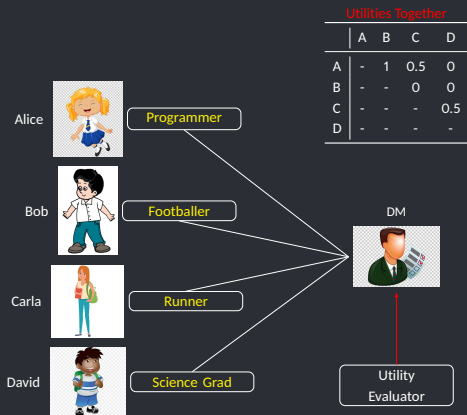 Utilities Together
A B C D
A - 1 0.5 0
B - - 0 0
C - - - 0.5
D - - - -
Alice
Programmer
Bob
Footballer
DM
Carla
Runner
David
Science Grad
Utility
Evaluator